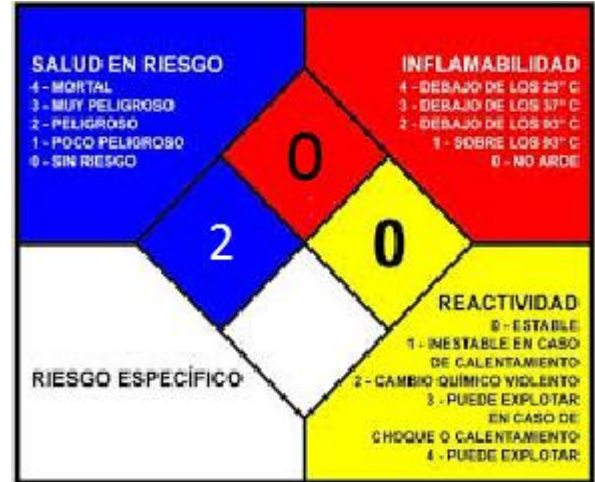 SALUD EN RIESGO
4 - MORTAL
3 - MUY PELIGROSO
2 - PELIGROSO
1 - POCO PELIGROSO
0 - SIN RIESGO
INFLAMABILIDAD
4 - DEBAJO DE LOS 25° C
3 - DEBAJO DE LOS 37° C
2 - DEBAJO DE LOS 93° C
1 - SOBRE LOS 93° C
0 - NO ARDE
0
2
0
RIESGO ESPECÍFICO
REACTIVIDAD
0 - ESTABLE
1 - INESTABLE EN CASO
DE CALENTAMIENTO
2 - CAMBIO QUÍMICO VIOLENTO
3 - PUEDE EXPLOTAR
EN CASO DE
CHOQUE O CALENTAMIENTO
4 - PUEDE EXPLOTAR